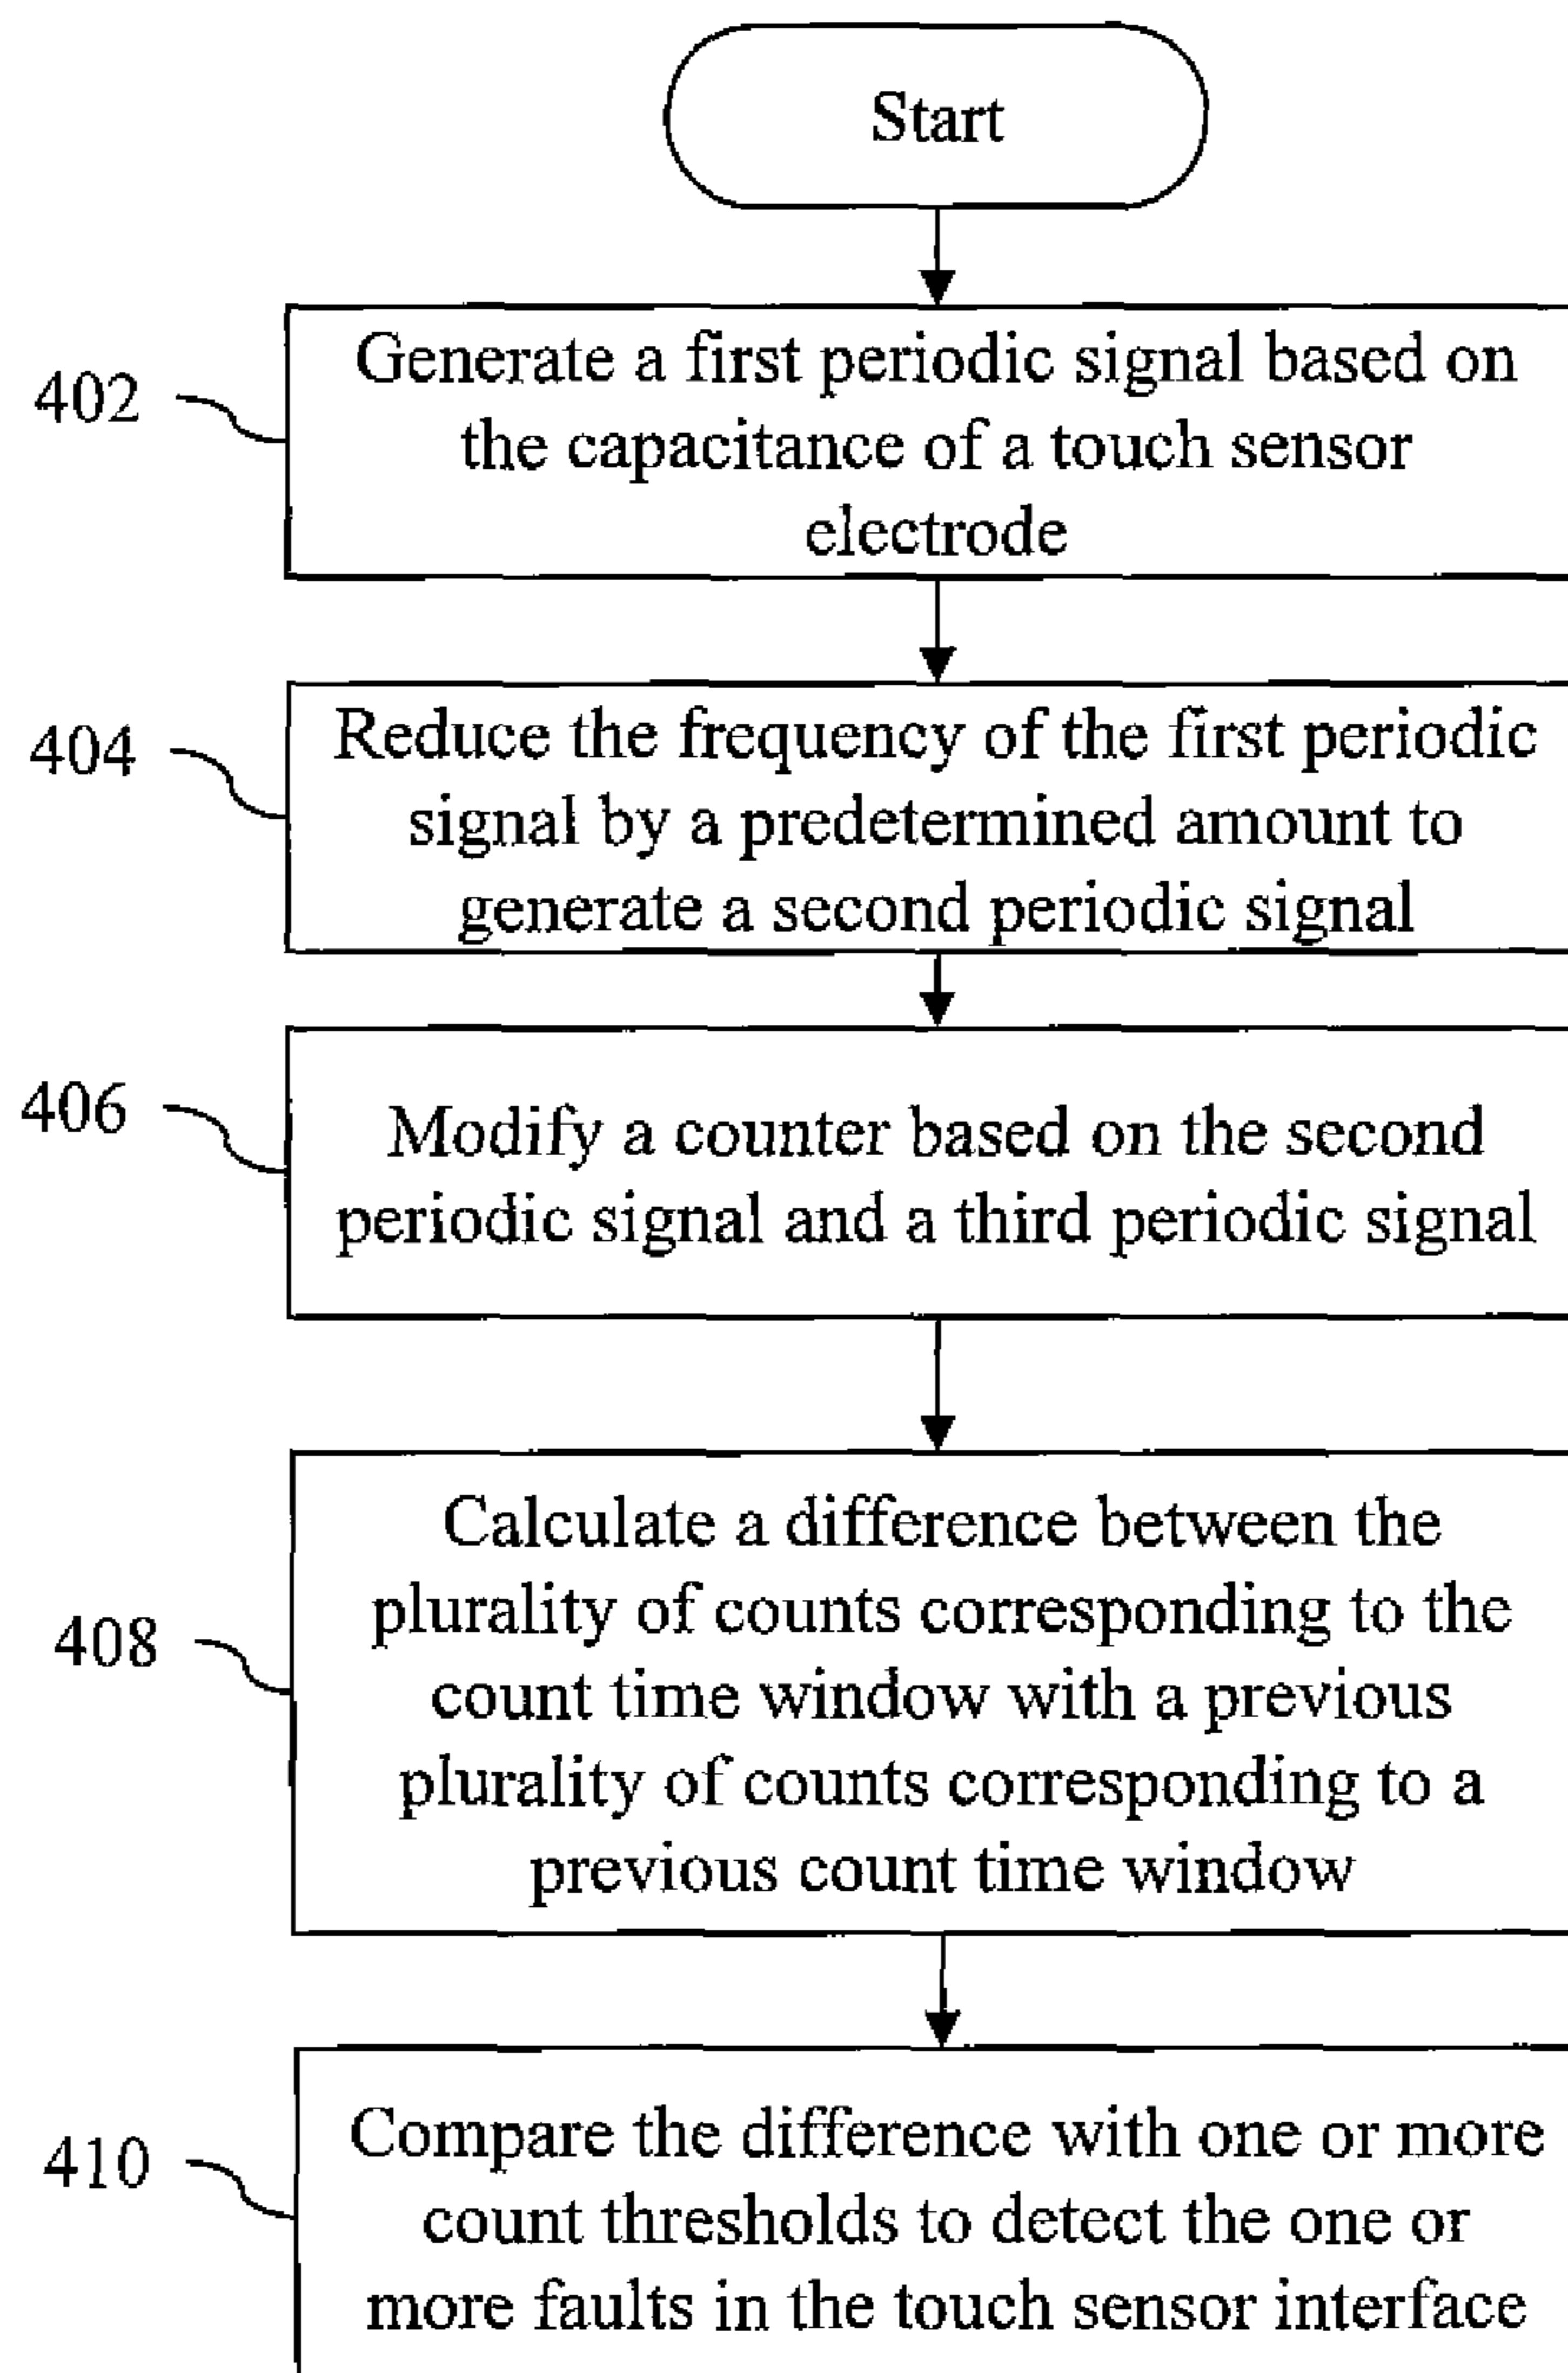 Start
402
Generate a first periodic signal based on
the capacitance of a touch sensor
electrode
404
Reduce the frequency of the first periodic
signal by a predetermined amount to
generate a second periodic signal
406
Modify a counter based on the second
periodic signal and a third periodic signal
408
Calculate a difference between the
plurality of counts corresponding to the
count time window with a previous
plurality of counts corresponding to a
previous count time window
410
Compare the difference with one or more
count thresholds to detect the one or
more faults in the touch sensor interface